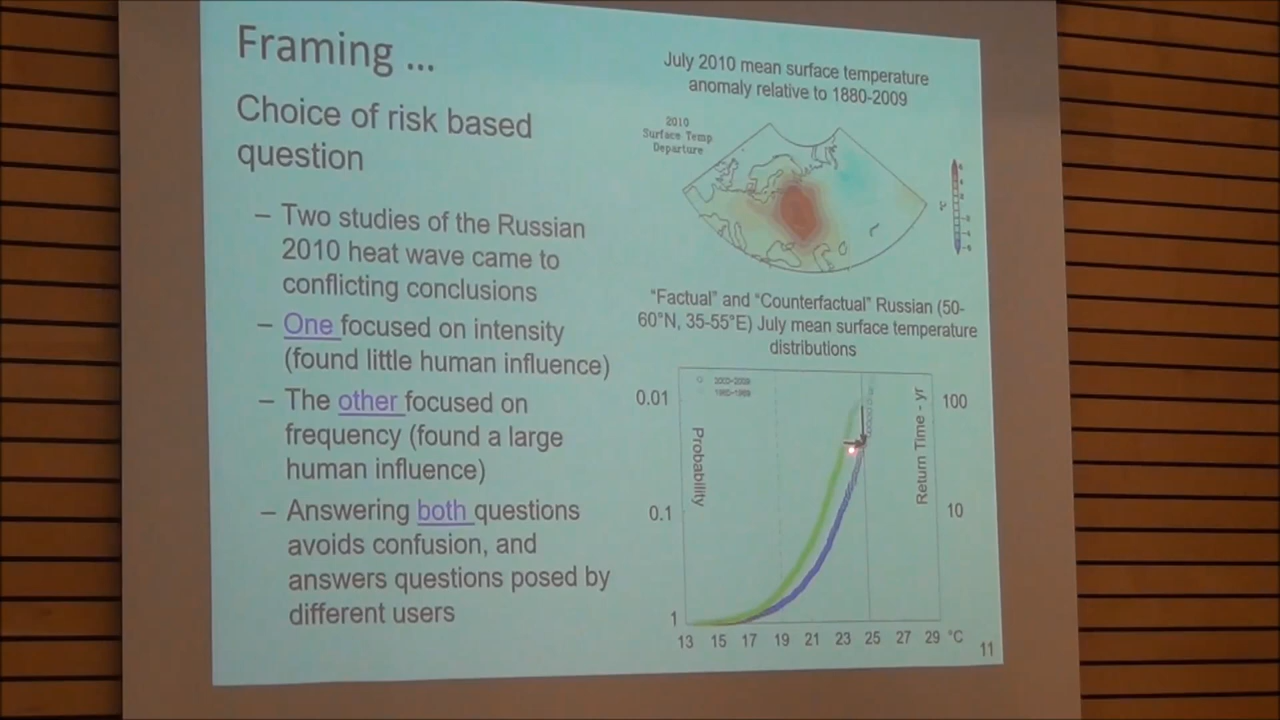 Framing ...
Choice of risk based
question
– Two studies of the Russian
2010 heat wave came to
conflicting conclusions
– One focused on intensity
(found little human influence)
– The other focused on
frequency (found a large
human influence)
– Answering both questions
avoids confusion, and
answers questions posed by
different users
July 2010 mean surface temperature
anomaly relative to 1880-2009
2010
Surface Temp
Departure
“Factual” and “Counterfactual” Russian (50-
60°N, 35-55°E) July mean surface temperature
distributions
0.01
0.1
1
Probability
Return Time - yr
100
10
13 15 17 19 21 23 25 27 29 °C
11